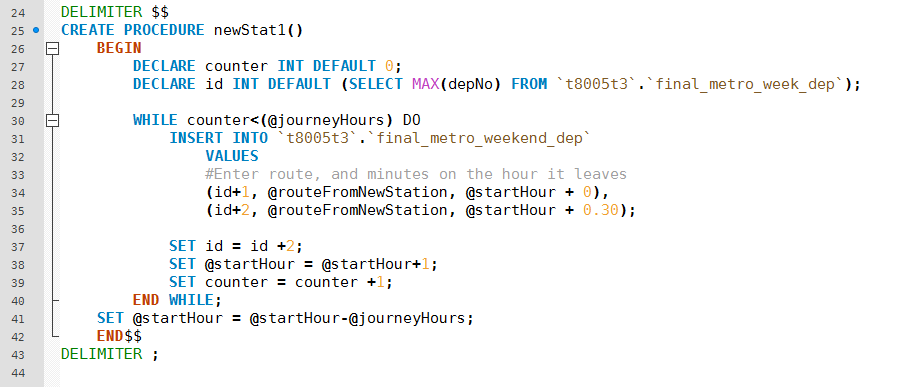 24 DELIMITER $$
25 CREATE PROCEDURE newStat1()
26 BEGIN
27 DECLARE counter INT DEFAULT 0;
28 DECLARE id INT DEFAULT (SELECT MAX(depNo) FROM `t8005t3`.`final_metro_week_dep`);
29
30 WHILE counter<(@journeyHours) DO
31 INSERT INTO `t8005t3`.`final_metro_weekend_dep`
32 VALUES
33 #Enter route, and minutes on the hour it leaves
34 (id+1, @routeFromNewStation, @startHour + 0),
35 (id+2, @routeFromNewStation, @startHour + 0.30);
36
37 SET id = id +2;
38 SET @startHour = @startHour+1;
39 SET counter = counter +1;
40 END WHILE;
41 SET @startHour = @startHour-@journeyHours;
42 END$$
43 DELIMITER ;
44